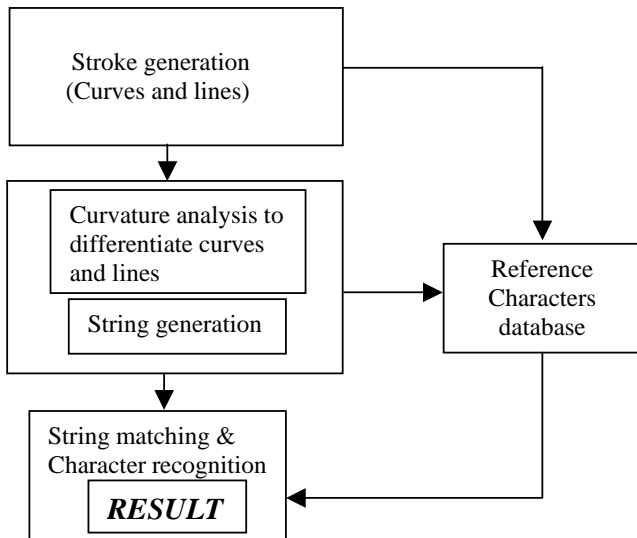 Stroke generation
(Curves and lines)
Curvature analysis to
differentiate curves
and lines
String generation
Reference
Characters
database
String matching &
Character recognition
RESULT